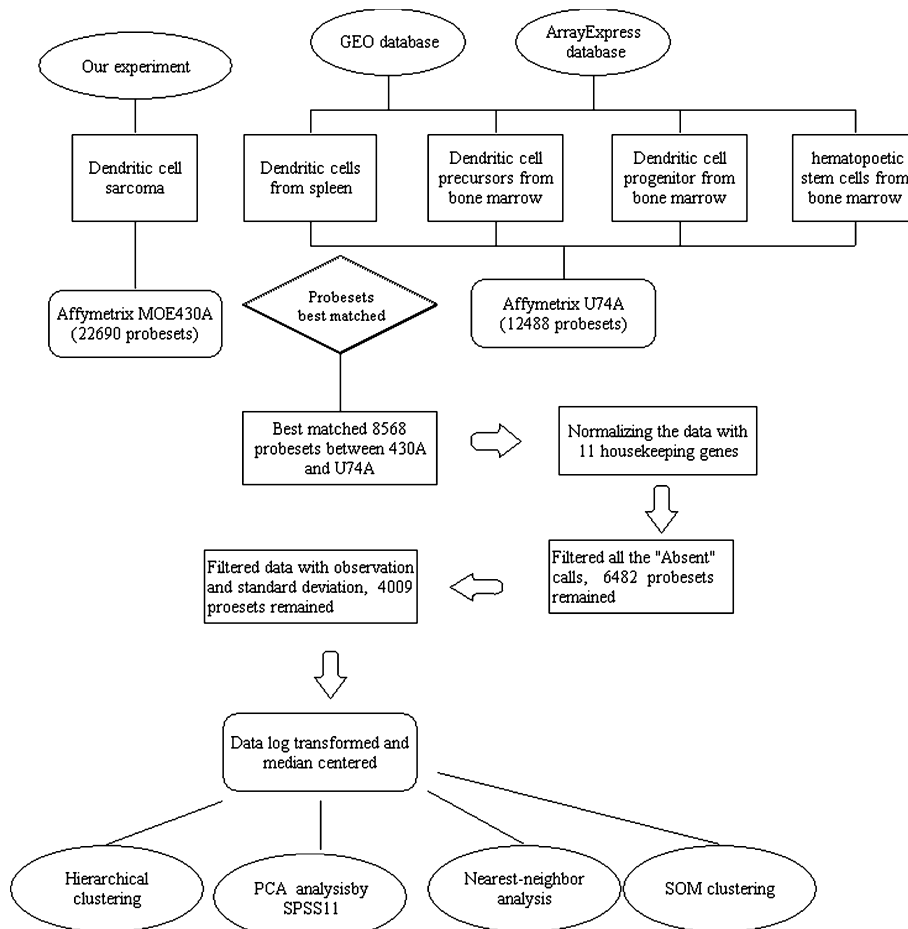 GEO database
ArrayExpress
database
Our experiment
Dendritic cell
sarcoma
Dendritic cells
from spleen
Dendritic cell
precursors from
bone marrow
Dendritic cell
progenitor from
bone marrow
hematopoetic
stem cells from
bone marrow
Affymetrix MOE430A
(22690 probesets)
Probesets
best matched
Affymetrix U74A
(12488 probesets)
Best matched 8568
probesets between 430A
and U74A
Normalizing the data with
11 housekeeping genes
Filtered all the "Absent"
calls, 6482 probesets
remained
Filtered data with observation
and standard deviation, 4009
proesets remained
Data log transformed and
median centered
Hierarchical
clustering
PCA analysisby
SPSS11
Nearest-neighbor
analysis
SOM clustering